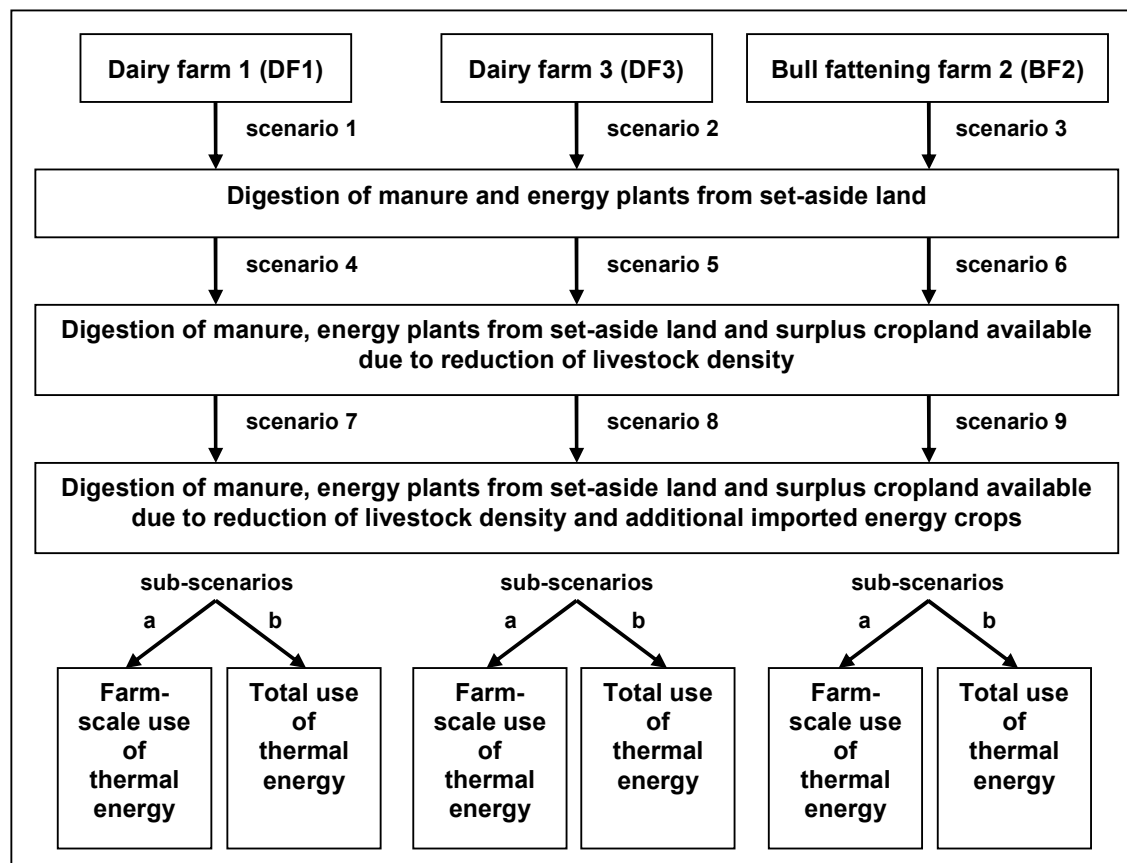 Dairy farm 1 (DF1)
Dairy farm 3 (DF3)
Bull fattening farm 2 (BF2)
scenario 1
scenario 2
scenario 3
Digestion of manure and energy plants from set-aside land
scenario 4
scenario 5
scenario 6
Digestion of manure, energy plants from set-aside land and surplus cropland available
due to reduction of livestock density
scenario 7
scenario 8
scenario 9
Digestion of manure, energy plants from set-aside land and surplus cropland available
due to reduction of livestock density and additional imported energy crops
sub-scenarios
sub-scenarios
sub-scenarios
a
b
a
b
a
b
Farm-
scale use
of
thermal
energy
Total use
of
thermal
energy
Farm-
scale use
of
thermal
energy
Total use
of
thermal
energy
Farm-
scale use
of
thermal
energy
Total use
of
thermal
energy